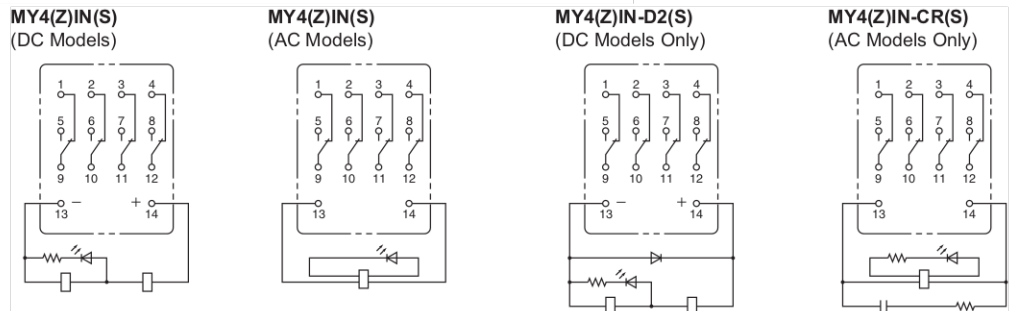 MY4(Z)IN(S)
(DC Models)
1 2 3 4
5 6 7 8
9 10 11 12
− +
13 14
MY4(Z)IN(S)
(AC Models)
1 2 3 4
5 6 7 8
9 10 11 12
13 14
MY4(Z)IN-D2(S)
(DC Models Only)
1 2 3 4
5 6 7 8
9 10 11 12
− +
13 14
MY4(Z)IN-CR(S)
(AC Models Only)
1 2 3 4
5 6 7 8
9 10 11 12
13 14